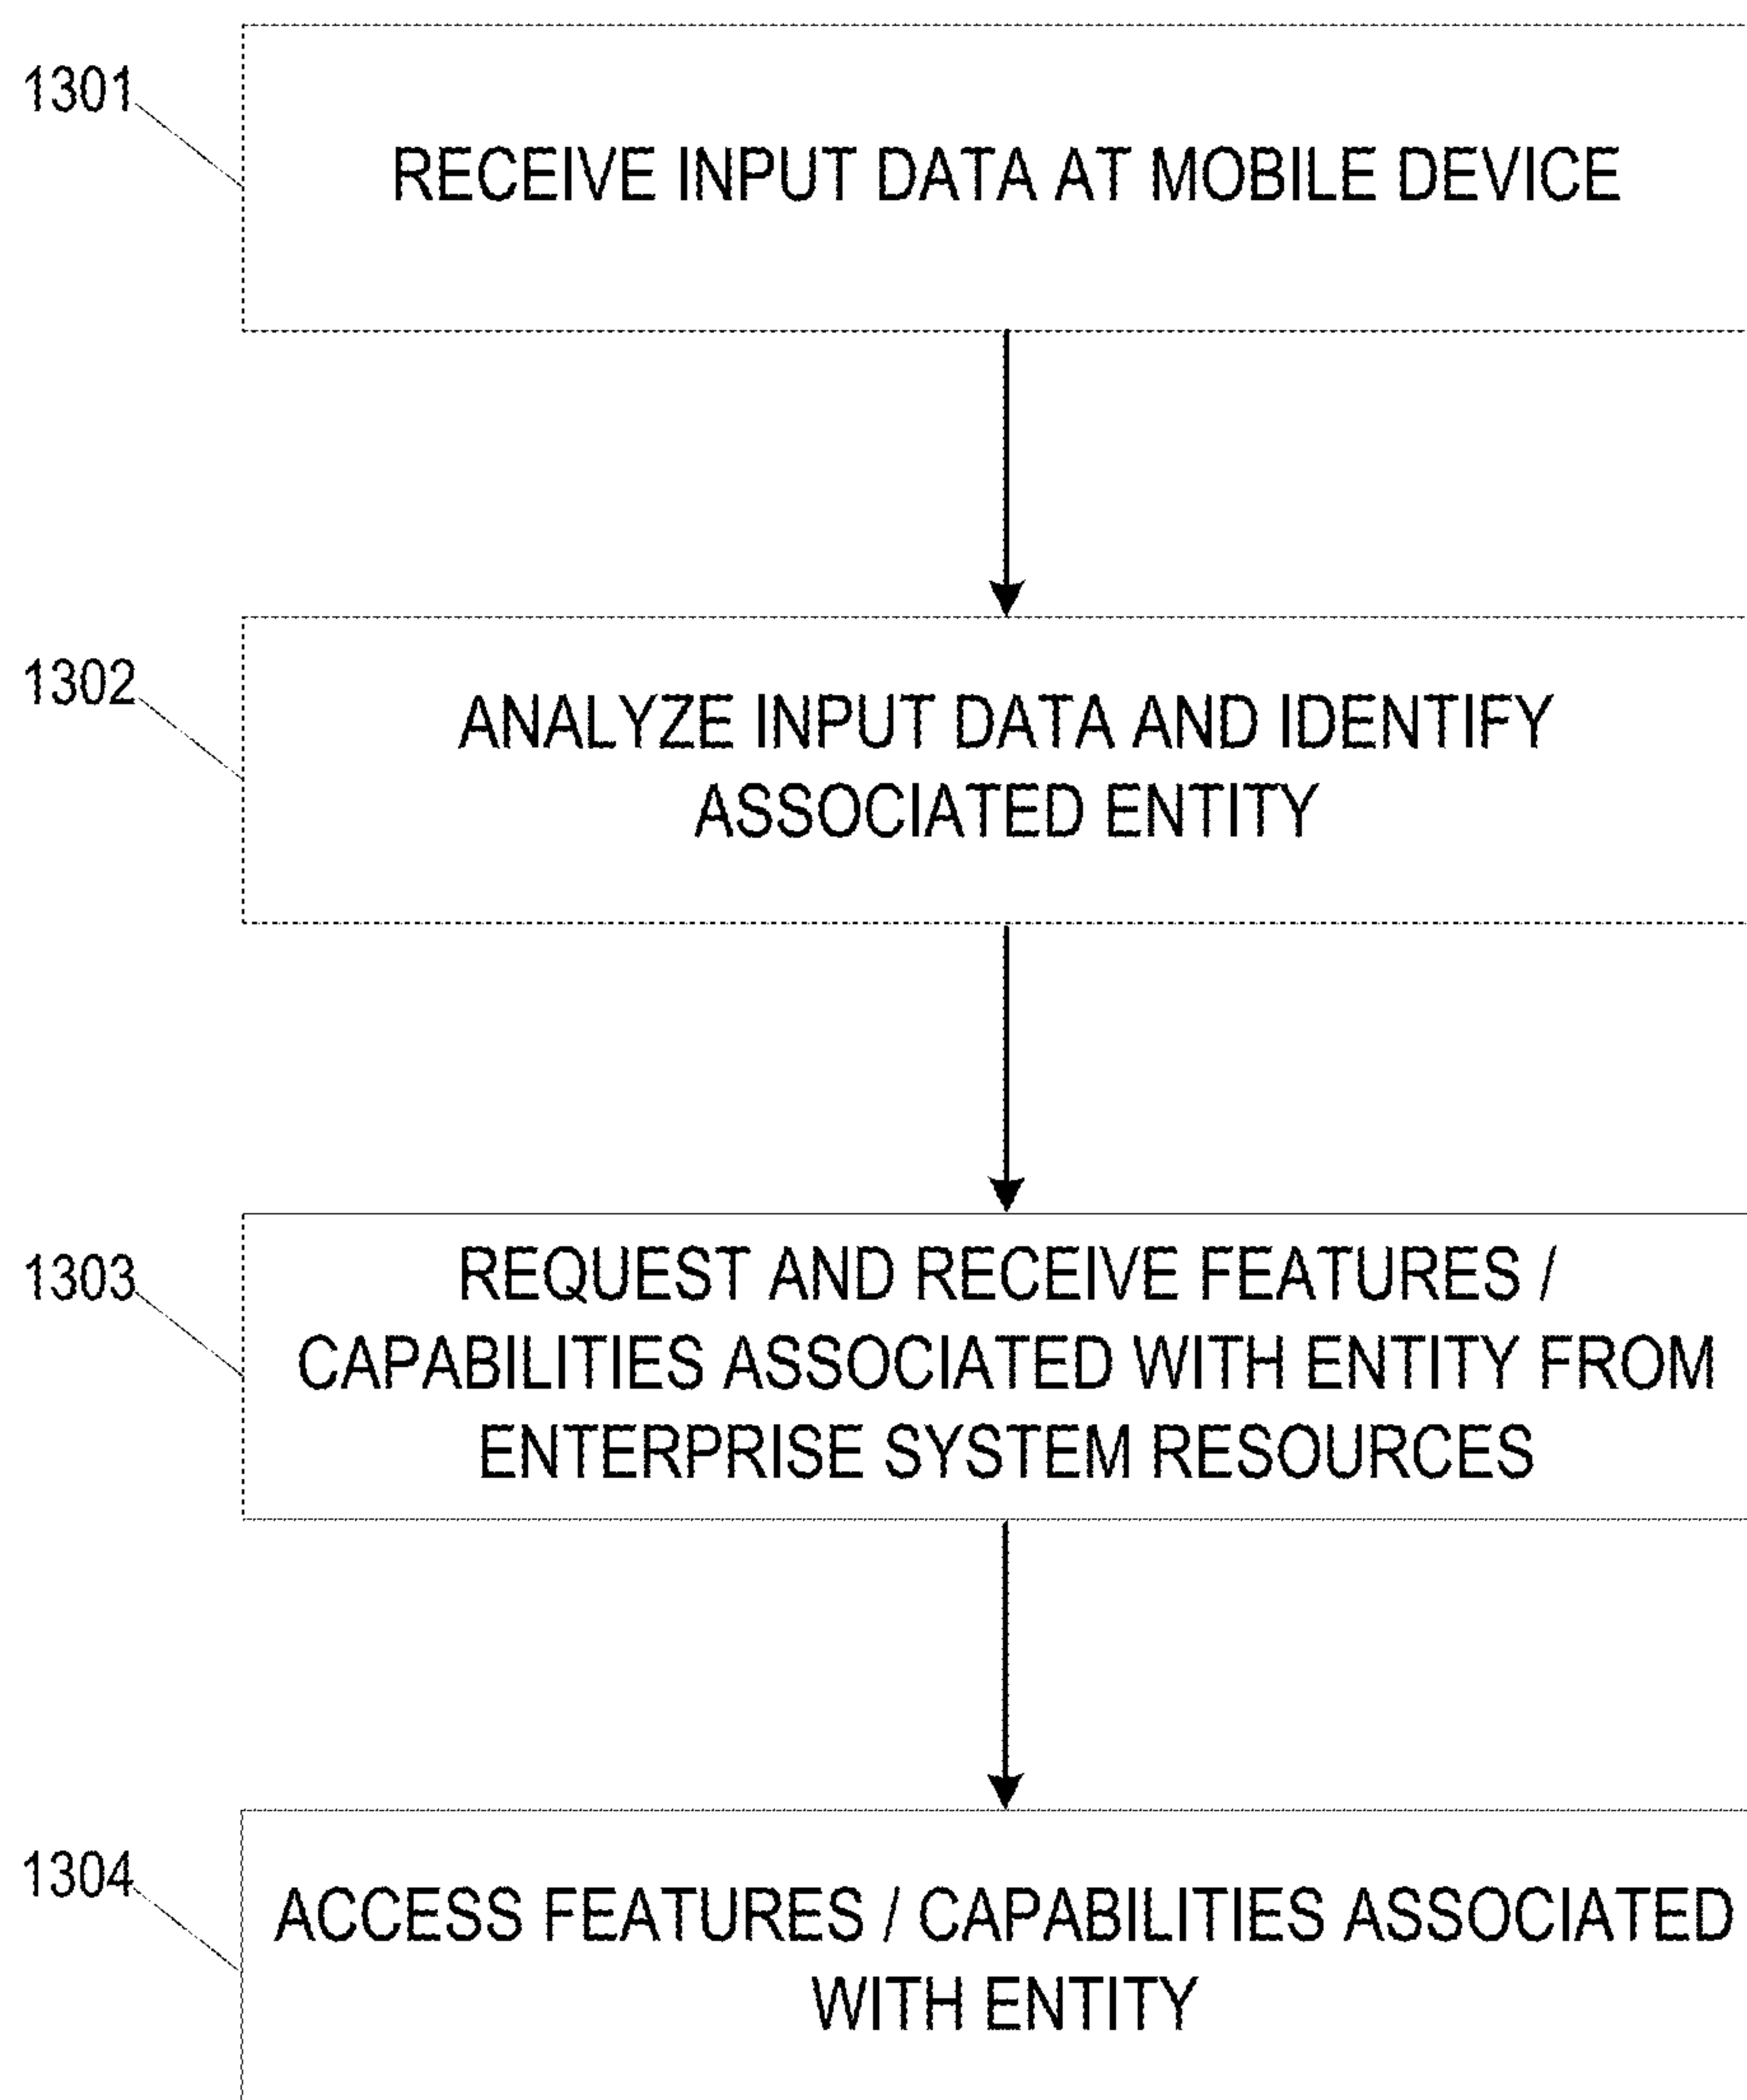 1301
RECEIVE INPUT DATA AT MOBILE DEVICE
1302
ANALYZE INPUT DATA AND IDENTIFY
ASSOCIATED ENTITY
1303
REQUEST AND RECEIVE FEATURES /
CAPABILITIES ASSOCIATED WITH ENTITY FROM
ENTERPRISE SYSTEM RESOURCES
1304
ACCESS FEATURES / CAPABILITIES ASSOCIATED
WITH ENTITY